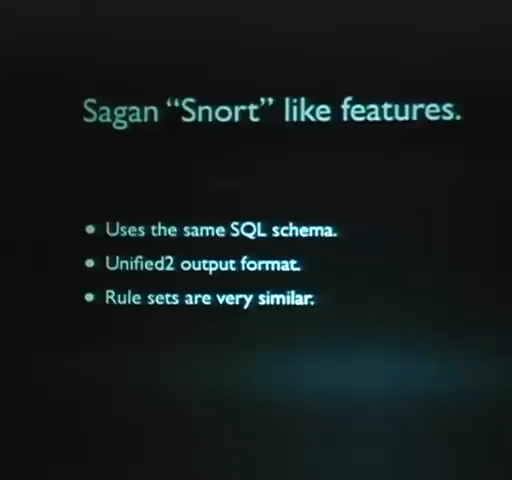 Sagan “Snort” like features.
• Uses the same SQL schema.
• Unified2 output format.
• Rule sets are very similar.